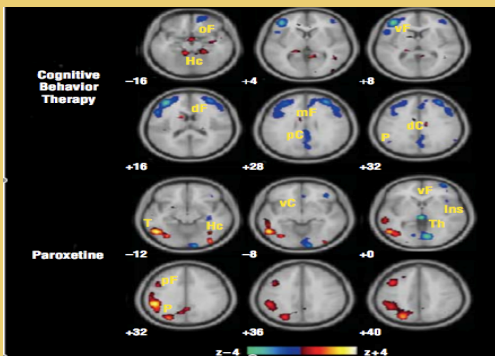 oF
Hc
vF
Cognitive
Behavior
Therapy
−16
+4
+8
dF
mF
pC
dC
P
+16
+28
+32
T
Hc
vC
vF
Ins
Th
−12
−8
+0
Paroxetine
pF
P
+32
+36
+40
z−4
z+4